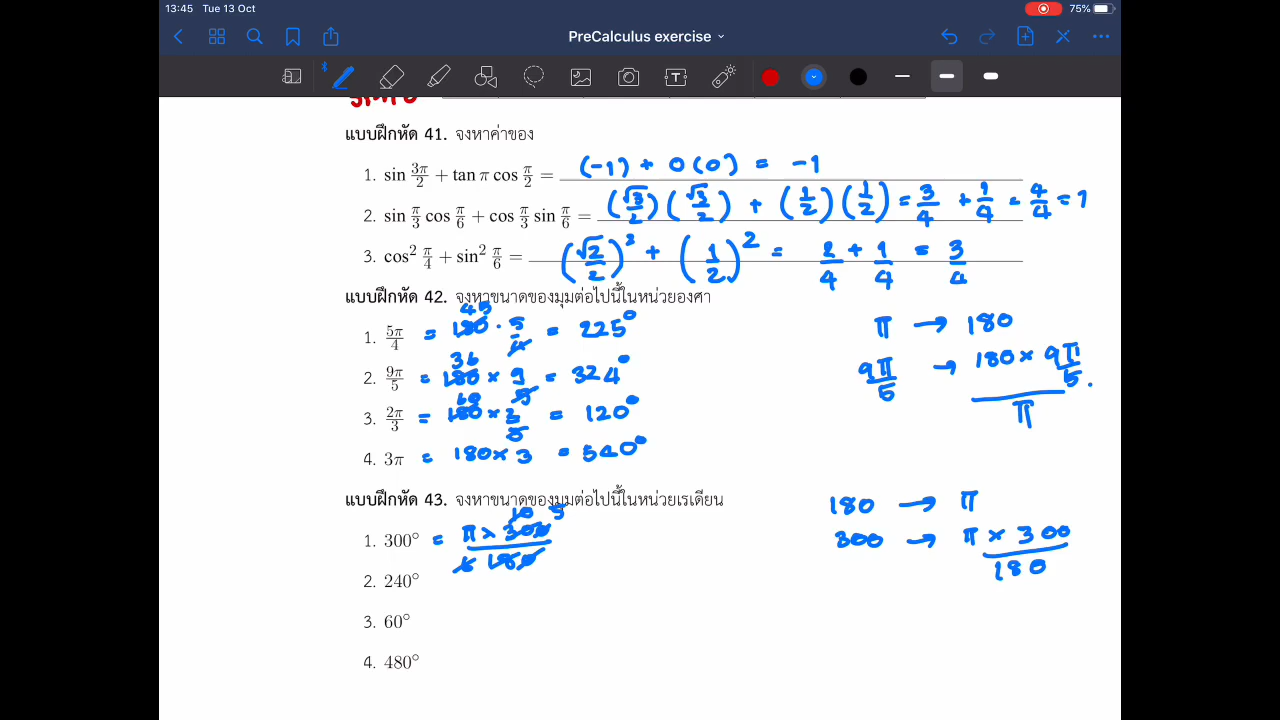 13:45 Tue 13 Oct 75%
PreCalculus exercise
แบบฝึกหัด 41. จงหาค่าของ
1. sin 3π/2 + tan π cos π/2 = (-1) + 0(0) = -1
2. sin π/3 cos π/6 + cos π/3 sin π/6 = (√3/2)(√3/2) + (1/2)(1/2) = 3/4 + 1/4 = 4/4 = 1
3. cos² π/4 + sin² π/6 = (√2/2)² + (1/2)² = 2/4 + 1/4 = 3/4
แบบฝึกหัด 42. จงหาขนาดของมุมต่อไปนี้ในหน่วยองศา
45
1. 5π/4 = 180 · 5/4 = 225°
π → 180
36
2. 9π/5 = 180 × 9/5 = 324°
9π/5 → 180 × 9π/5 / π
60
3. 2π/3 = 180 × 2/3 = 120°
4. 3π = 180 × 3 = 540°
แบบฝึกหัด 43. จงหาขนาดของมุมต่อไปนี้ในหน่วยเรเดียน
180 → π
10 5
1. 300° = π × 300 / 6 180
300 → π × 300 / 180
2. 240°
3. 60°
4. 480°